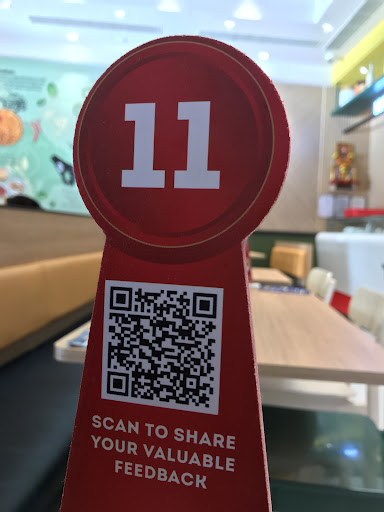 11
SCAN TO SHARE
YOUR VALUABLE
FEEDBACK